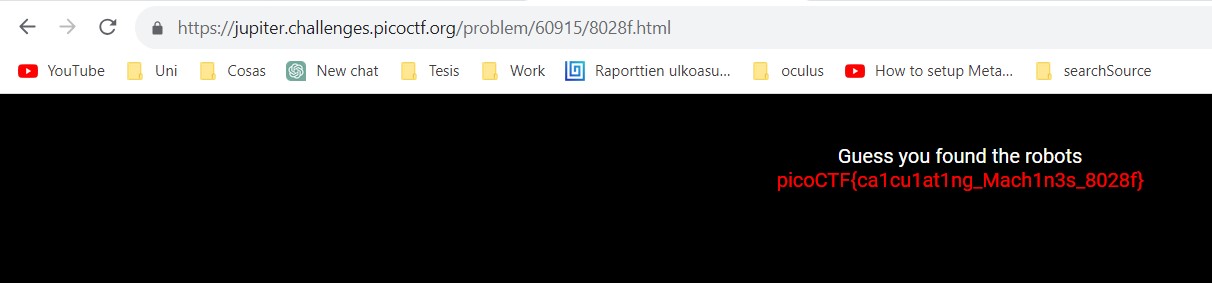 https://jupiter.challenges.picoctf.org/problem/60915/8028f.html
YouTube Uni Cosas New chat Tesis Work Raporttien ulkoasu... oculus How to setup Meta... searchSource
Guess you found the robots
picoCTF{ca1cu1at1ng_Mach1n3s_8028f}